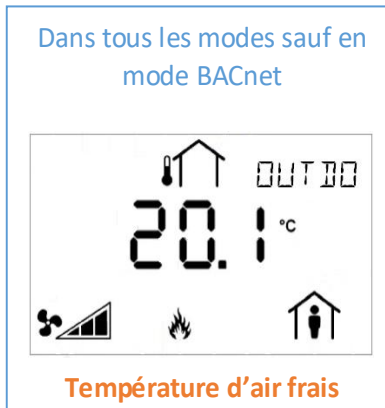 Dans tous les modes sauf en
mode BACnet
OUTDO
20.1 °C
Température d’air frais